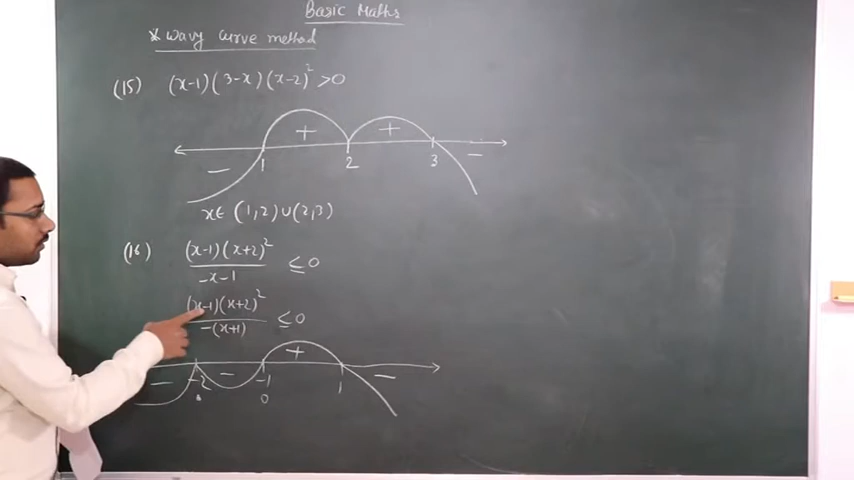 Basic Maths
* wavy curve method
(15) (x-1)(3-x)(x-2)² >0
+ +
- 1 2 3 -
x∈ (1,2)∪(2,3)
(16) (x-1)(x+2)²
-x-1 ≤0
(x-1)(x+2)²
-(x+1) ≤0
+
- -2 - -1 1 -
0